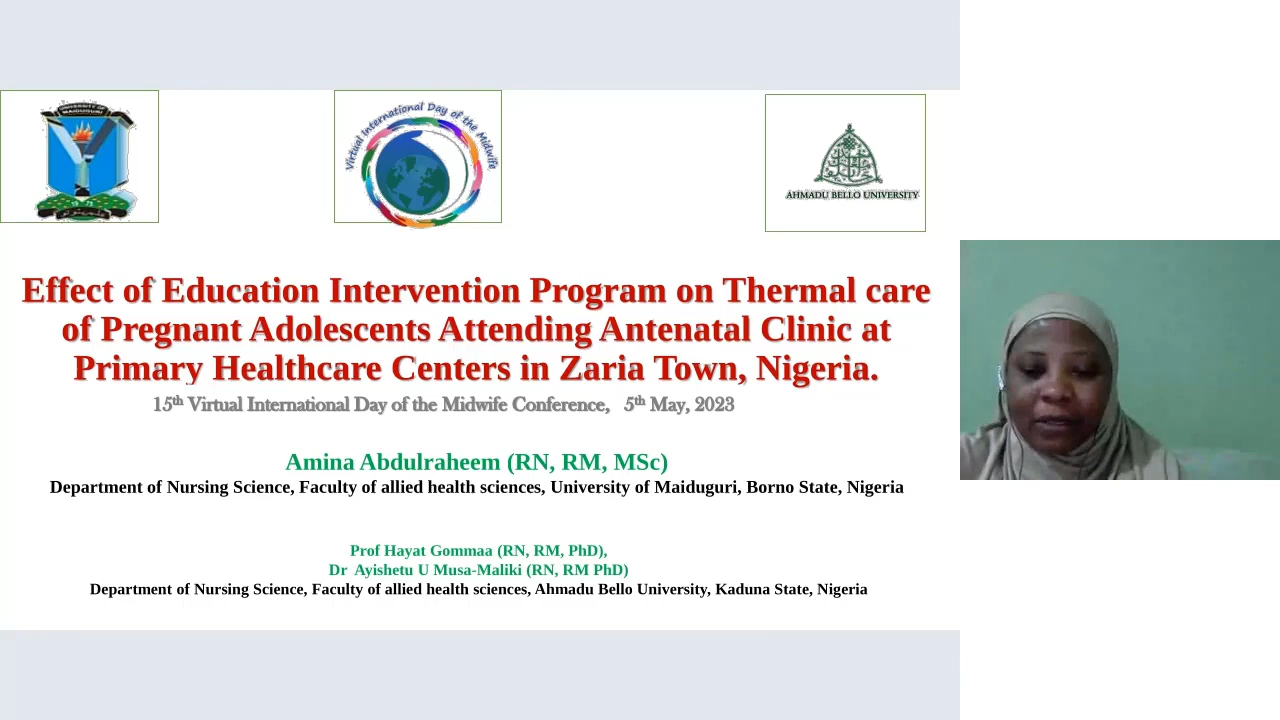 UNIVERSITY OF
MAIDUGURI
Virtual International Day of the Midwife
AHMADU BELLO UNIVERSITY
Effect of Education Intervention Program on Thermal care
of Pregnant Adolescents Attending Antenatal Clinic at
Primary Healthcare Centers in Zaria Town, Nigeria.
15th Virtual International Day of the Midwife Conference, 5th May, 2023
Amina Abdulraheem (RN, RM, MSc)
Department of Nursing Science, Faculty of allied health sciences, University of Maiduguri, Borno State, Nigeria
Prof Hayat Gommaa (RN, RM, PhD),
Dr Ayishetu U Musa-Maliki (RN, RM PhD)
Department of Nursing Science, Faculty of allied health sciences, Ahmadu Bello University, Kaduna State, Nigeria